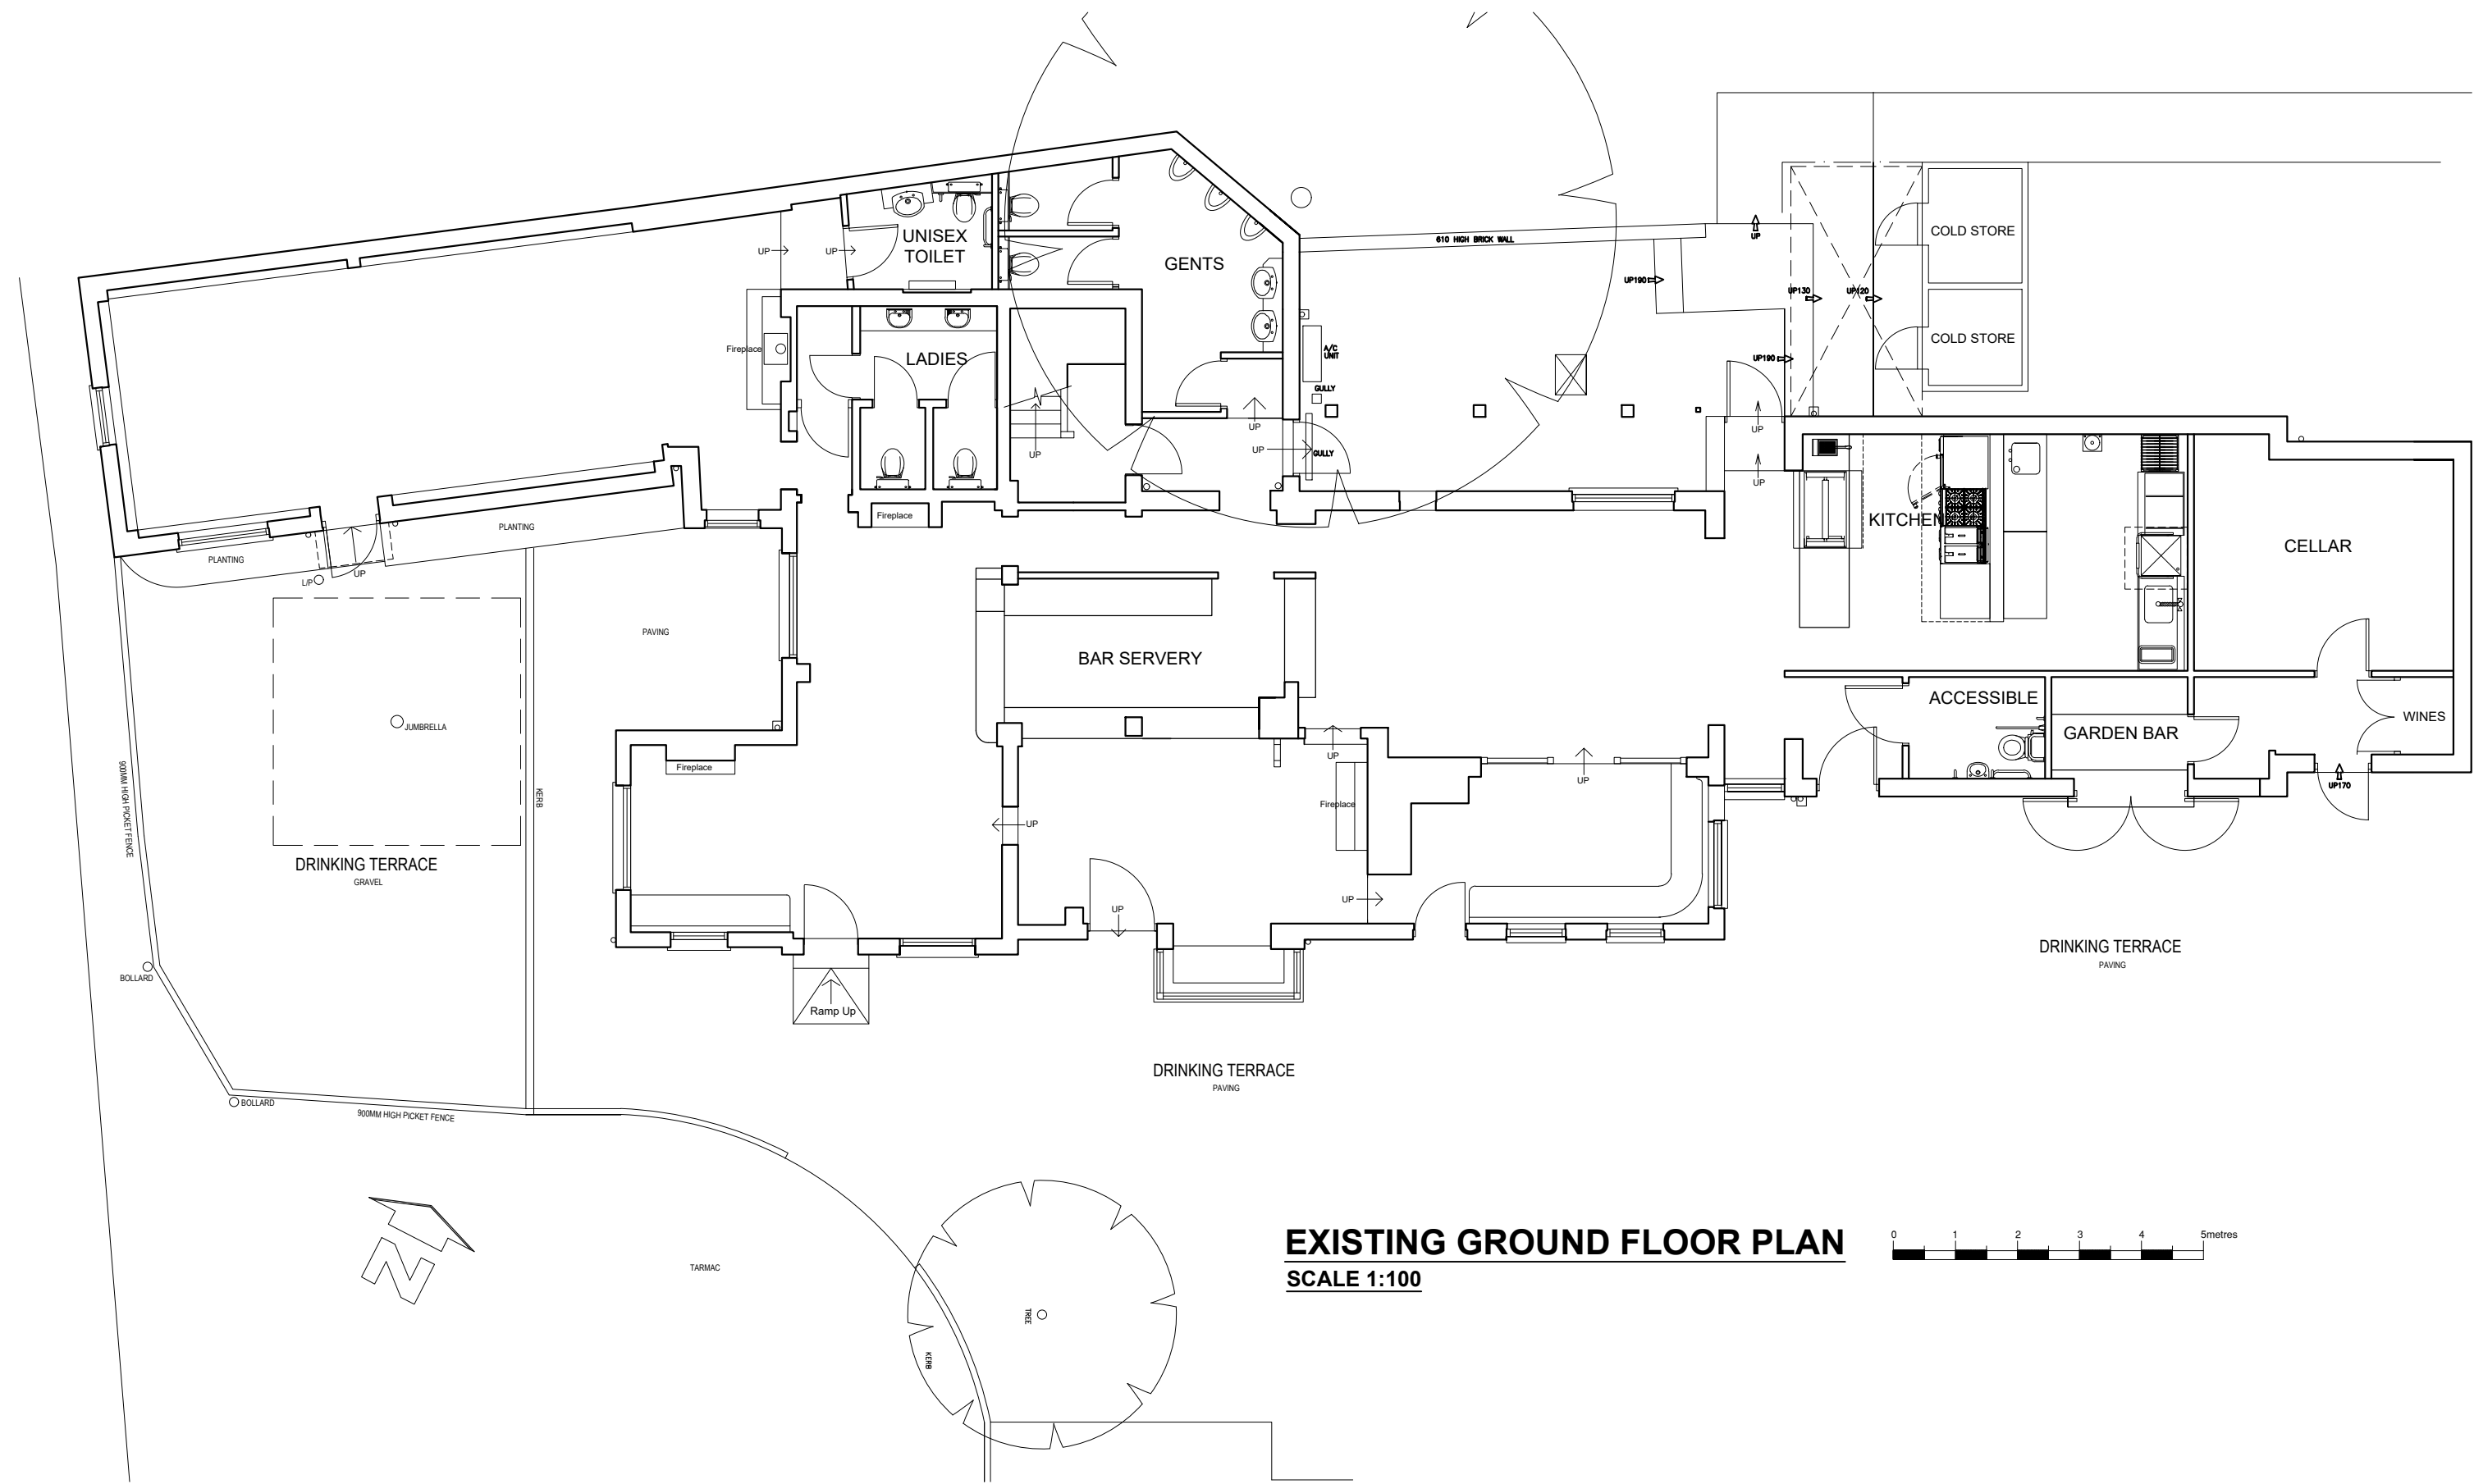 COLD STORE
610 HIGH BRICK WALL
UP
UNISEX
TOILET
UP
UP
GENTS
UP190
UP130
UP120
COLD STORE
Fireplace
LADIES
A/C
UNIT
UP190
GULLY
UP
UP
UP
GULLY
UP
UP
Fireplace
KITCHEN
PLANTING
PLANTING
L/P
UP
CELLAR
PAVING
BAR SERVERY
ACCESSIBLE
WINES
JUMBRELLA
GARDEN BAR
UP
Fireplace
UP
UP170
900MM HIGH PICKET FENCE
KERB
Fireplace
UP
DRINKING TERRACE
GRAVEL
UP
UP
DRINKING TERRACE
PAVING
BOLLARD
Ramp Up
DRINKING TERRACE
PAVING
BOLLARD
900MM HIGH PICKET FENCE
N
TARMAC
EXISTING GROUND FLOOR PLAN
SCALE 1:100
0 1 2 3 4 5metres
TREE
KERB